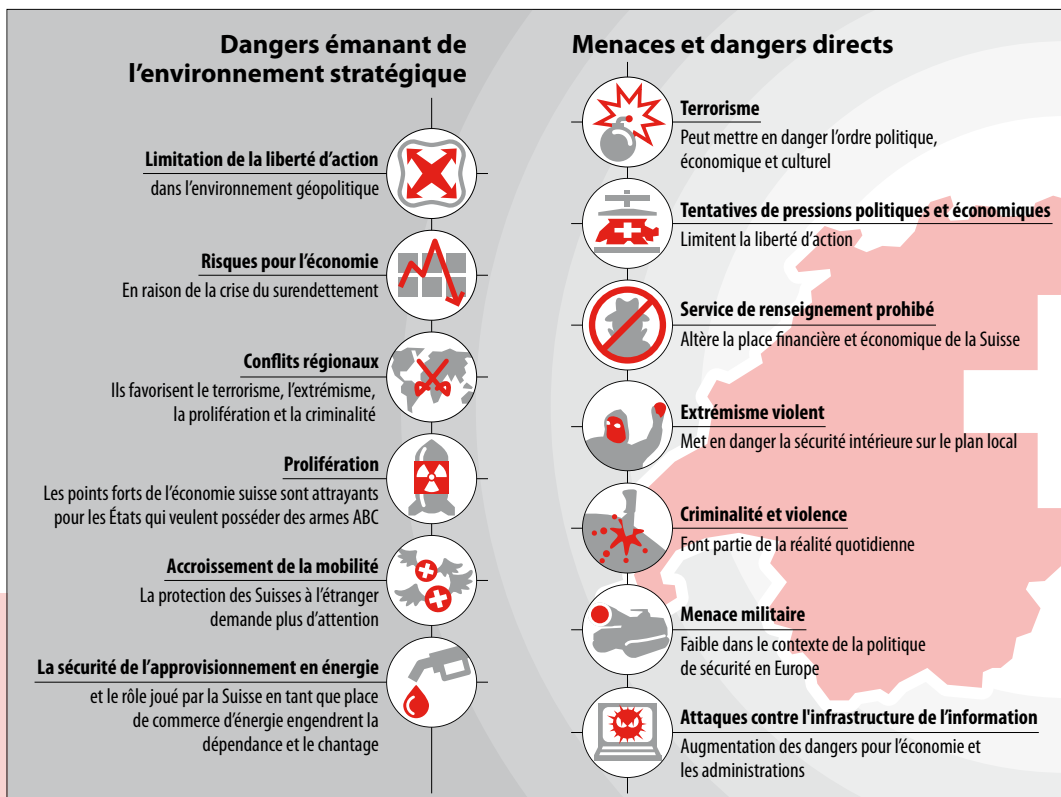 Dangers émanant de
l’environnement stratégique
Limitation de la liberté d’action
dans l’environnement géopolitique
Risques pour l’économie
En raison de la crise du surendettement
Conflits régionaux
Ils favorisent le terrorisme, l’extrémisme,
la prolifération et la criminalité
Prolifération
Les points forts de l’économie suisse sont attrayants
pour les États qui veulent posséder des armes ABC
Accroissement de la mobilité
La protection des Suisses à l’étranger
demande plus d’attention
La sécurité de l’approvisionnement en énergie
et le rôle joué par la Suisse en tant que place
de commerce d’énergie engendrent la
dépendance et le chantage
Menaces et dangers directs
Terrorisme
Peut mettre en danger l’ordre politique,
économique et culturel
Tentatives de pressions politiques et économiques
Limitent la liberté d’action
Service de renseignement prohibé
Altère la place financière et économique de la Suisse
Extrémisme violent
Met en danger la sécurité intérieure sur le plan local
Criminalité et violence
Font partie de la réalité quotidienne
Menace militaire
Faible dans le contexte de la politique
de sécurité en Europe
Attaques contre l'infrastructure de l’information
Augmentation des dangers pour l’économie et
les administrations